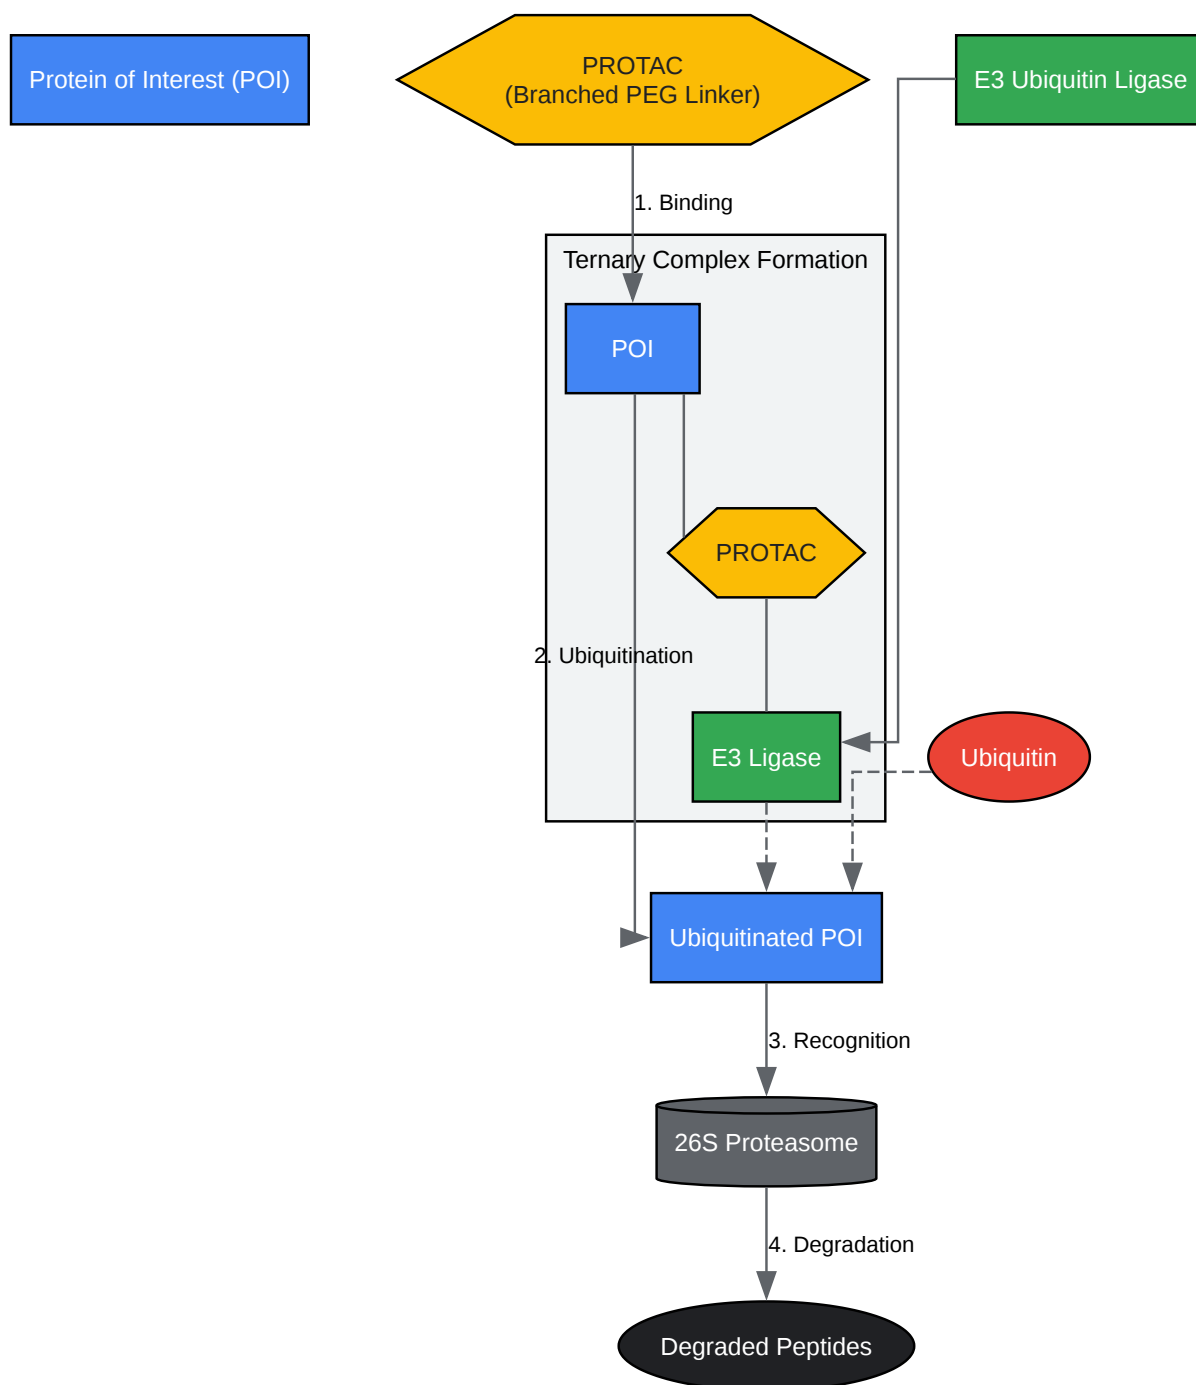 Protein of Interest (POI)
PROTAC
(Branched PEG Linker)
E3 Ubiquitin Ligase
1. Binding
Ternary Complex Formation
POI
PROTAC
2. Ubiquitination
E3 Ligase
Ubiquitin
Ubiquitinated POI
3. Recognition
26S Proteasome
4. Degradation
Degraded Peptides